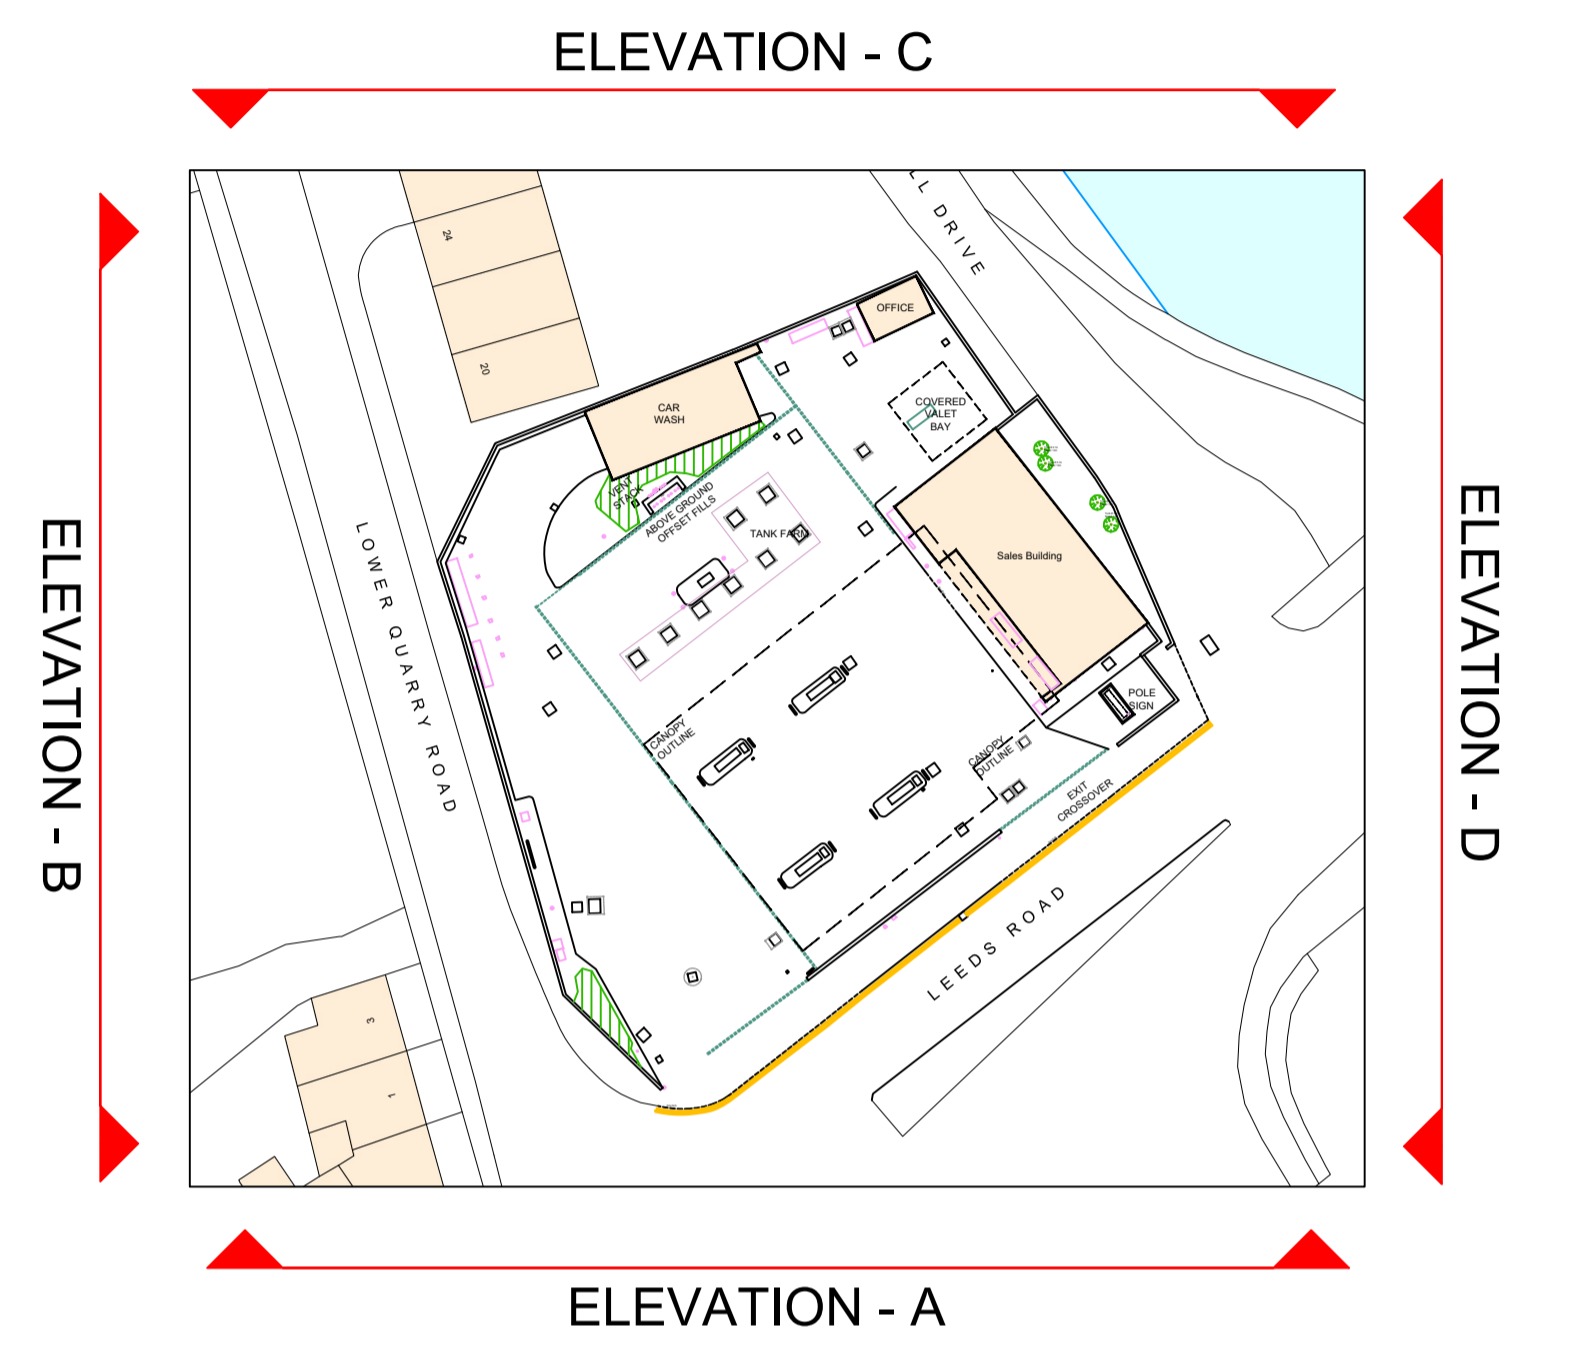 ELEVATION - C
LL DRIVE
24
20
OFFICE
CAR
WASH
COVERED
VALET
BAY
VENT
STACK
ABOVE GROUND
OFFSET FILLS
TANK FARM
Sales Building
LOWER QUARRY ROAD
POLE
SIGN
CANOPY
OUTLINE
CANOPY
OUTLINE
EXIT
CROSSOVER
LEEDS ROAD
3
1
ELEVATION - B
ELEVATION - D
ELEVATION - A